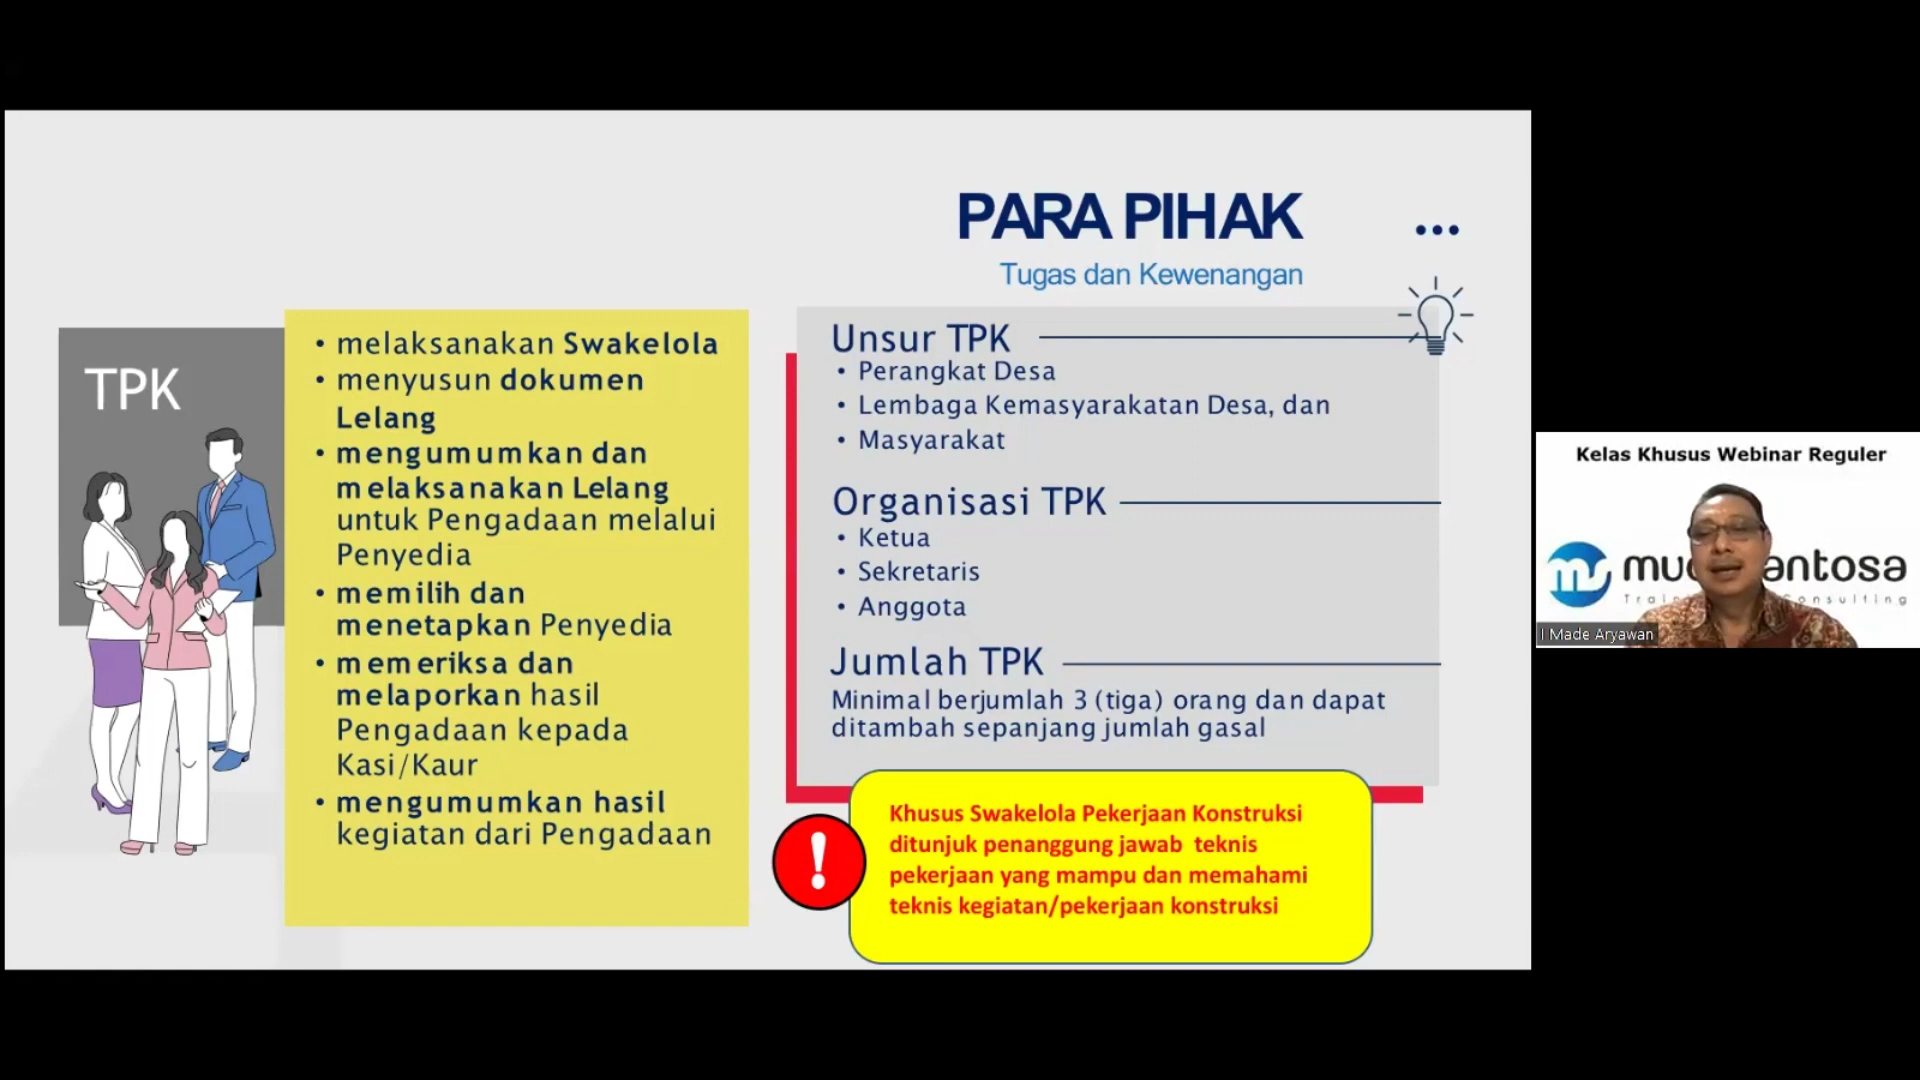 PARA PIHAK
Tugas dan Kewenangan
TPK
• melaksanakan Swakelola
• menyusun dokumen
Lelang
• mengumumkan dan
melaksanakan Lelang
untuk Pengadaan melalui
Penyedia
• memilih dan
menetapkan Penyedia
• memeriksa dan
melaporkan hasil
Pengadaan kepada
Kasi/Kaur
• mengumumkan hasil
kegiatan dari Pengadaan
Unsur TPK
• Perangkat Desa
• Lembaga Kemasyarakatan Desa, dan
• Masyarakat
Organisasi TPK
• Ketua
• Sekretaris
• Anggota
Jumlah TPK
Minimal berjumlah 3 (tiga) orang dan dapat
ditambah sepanjang jumlah gasal
!
Khusus Swakelola Pekerjaan Konstruksi
ditunjuk penanggung jawab teknis
pekerjaan yang mampu dan memahami
teknis kegiatan/pekerjaan konstruksi
Kelas Khusus Webinar Reguler
I Made Aryawan